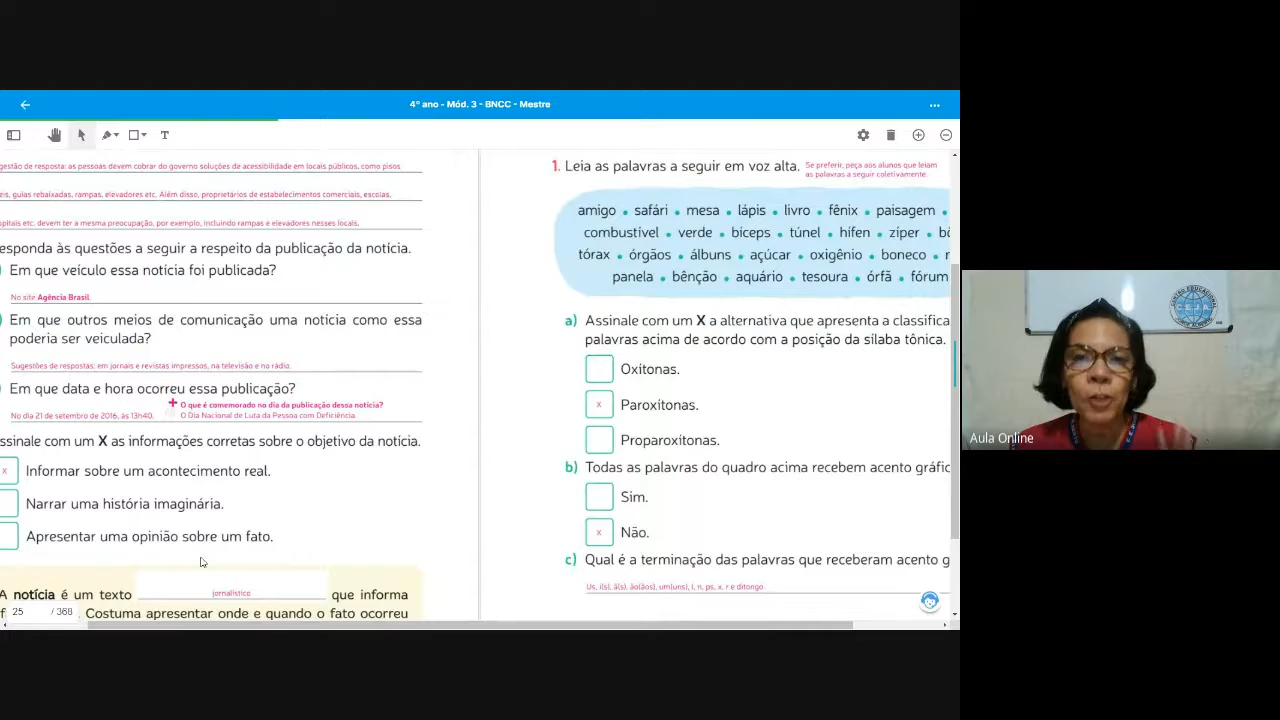 4º ano - Mód. 3 - BNCC - Mestre
T
gestão de resposta: as pessoas devem cobrar do governo soluções de acessibilidade em locais públicos, como pisos
eis, guias rebaixadas, rampas, elevadores etc. Além disso, proprietários de estabelecimentos comerciais, escolas,
spitais etc. devem ter a mesma preocupação, por exemplo, incluindo rampas e elevadores nesses locais.
esponda às questões a seguir a respeito da publicação da notícia.
) Em que veículo essa notícia foi publicada?
No site Agência Brasil.
) Em que outros meios de comunicação uma notícia como essa
poderia ser veiculada?
Sugestões de respostas: em jornais e revistas impressos, na televisão e no rádio.
) Em que data e hora ocorreu essa publicação?
+ O que é comemorado no dia da publicação dessa notícia?
No dia 21 de setembro de 2016, às 13h40. O Dia Nacional de Luta da Pessoa com Deficiência.
ssinale com um X as informações corretas sobre o objetivo da notícia.
x Informar sobre um acontecimento real.
Narrar uma história imaginária.
Apresentar uma opinião sobre um fato.
A notícia é um texto jornalístico que informa
25 / 368 . Costuma apresentar onde e quando o fato ocorreu
1. Leia as palavras a seguir em voz alta. Se preferir, peça aos alunos que leiam
as palavras a seguir coletivamente.
amigo • safári • mesa • lápis • livro • fênix • paisagem •
combustível • verde • bíceps • túnel • hífen • zíper • bô
tórax • órgãos • álbuns • açúcar • oxigênio • boneco • r
panela • bênção • aquário • tesoura • órfã • fórum
a) Assinale com um X a alternativa que apresenta a classifica
palavras acima de acordo com a posição da sílaba tônica.
Oxítonas.
x Paroxítonas.
Proparoxítonas.
b) Todas as palavras do quadro acima recebem acento gráfic
Sim.
x Não.
c) Qual é a terminação das palavras que receberam acento g
Us, i(s), ã(s), ão(ãos), um(uns), l, n, ps, x, r e ditongo
CENTRO EDUCACIONAL
Aula Online